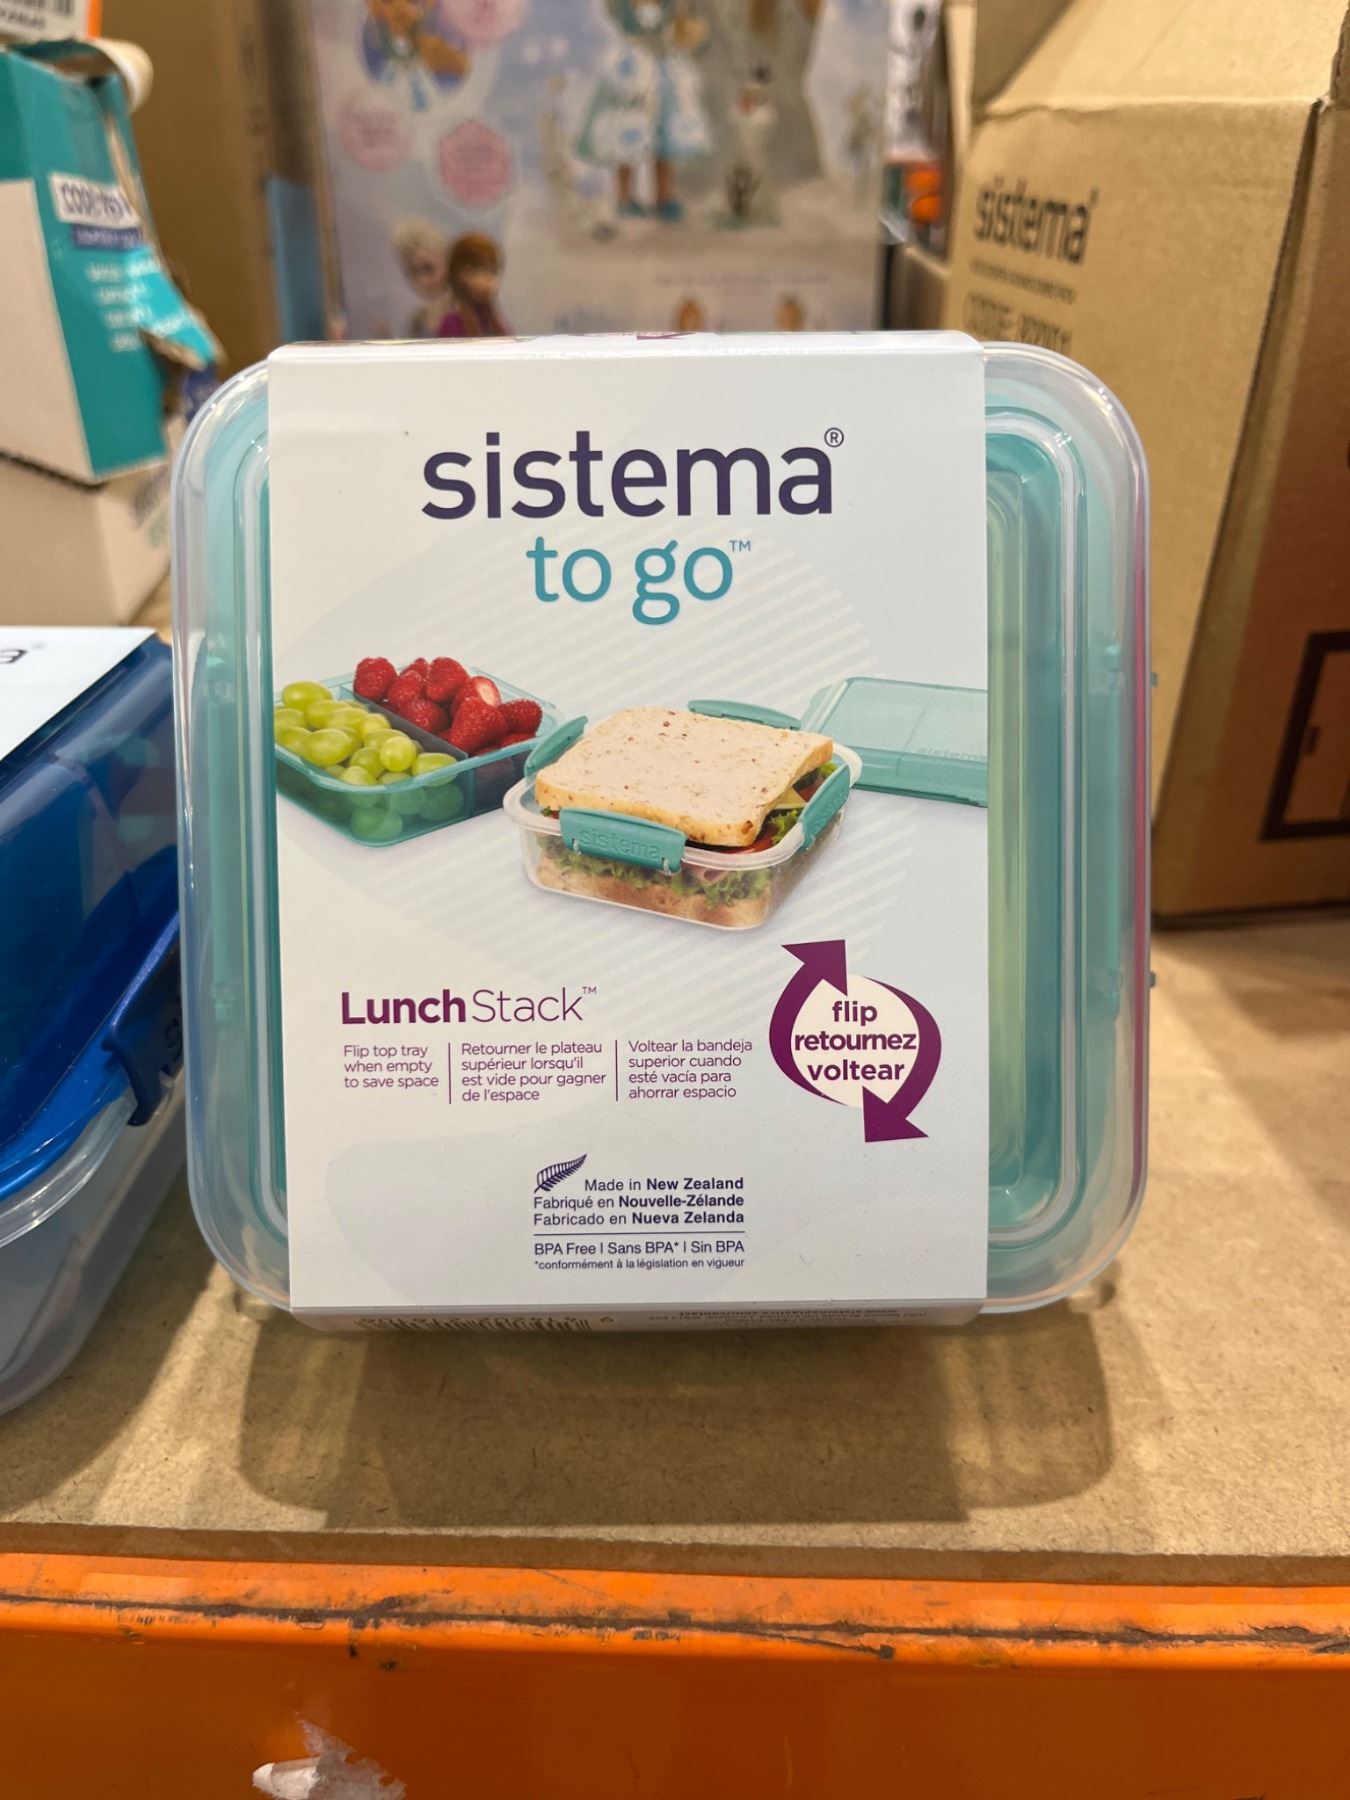 sistema
sistema®
to go™
sistema
sistema
LunchStack™
Flip top tray
when empty
to save space
Retourner le plateau
supérieur lorsqu'il
est vide pour gagner
de l'espace
Voltear la bandeja
superior cuando
esté vacía para
ahorrar espacio
flip
retournez
voltear
Made in New Zealand
Fabriqué en Nouvelle-Zélande
Fabricado en Nueva Zelanda
BPA Free | Sans BPA* | Sin BPA
*conformément à la législation en vigueur